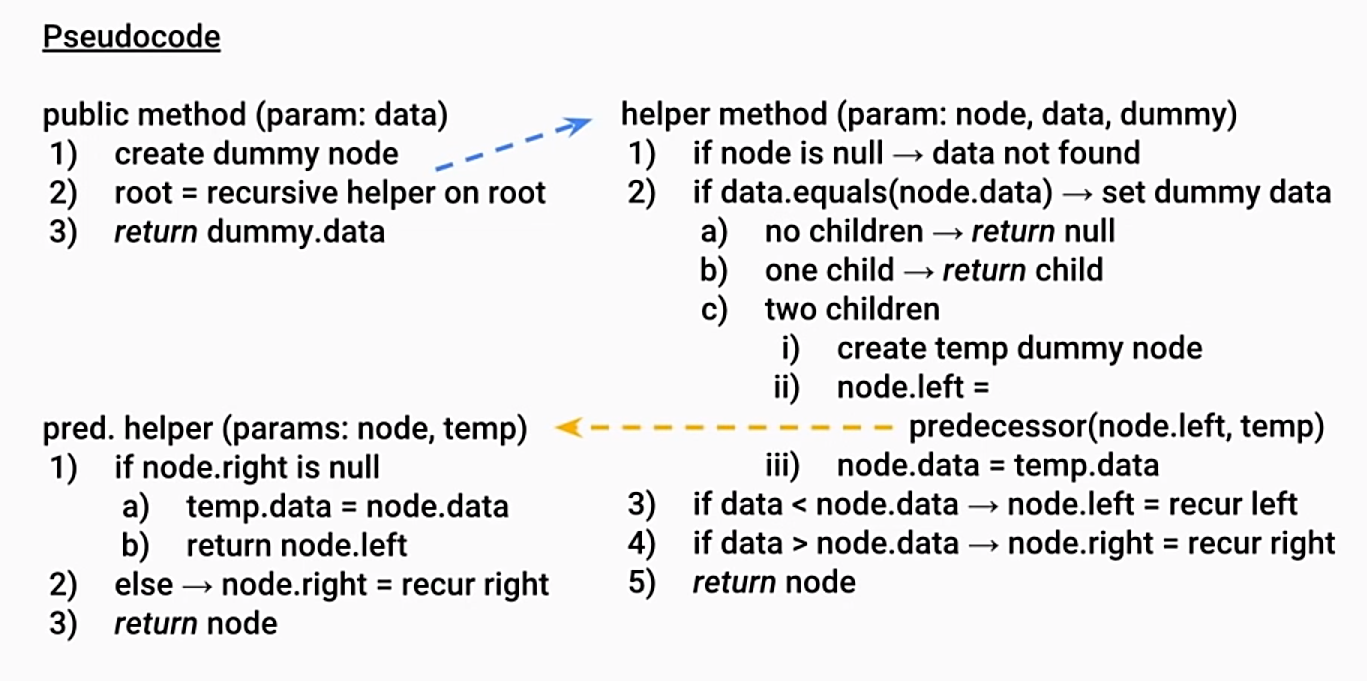 Pseudocode
public method (param: data)
1) create dummy node
2) root = recursive helper on root
3) return dummy.data
helper method (param: node, data, dummy)
1) if node is null → data not found
2) if data.equals(node.data) → set dummy data
a) no children → return null
b) one child → return child
c) two children
i) create temp dummy node
ii) node.left =
predecessor(node.left, temp)
iii) node.data = temp.data
3) if data < node.data → node.left = recur left
4) if data > node.data → node.right = recur right
5) return node
pred. helper (params: node, temp)
1) if node.right is null
a) temp.data = node.data
b) return node.left
2) else → node.right = recur right
3) return node